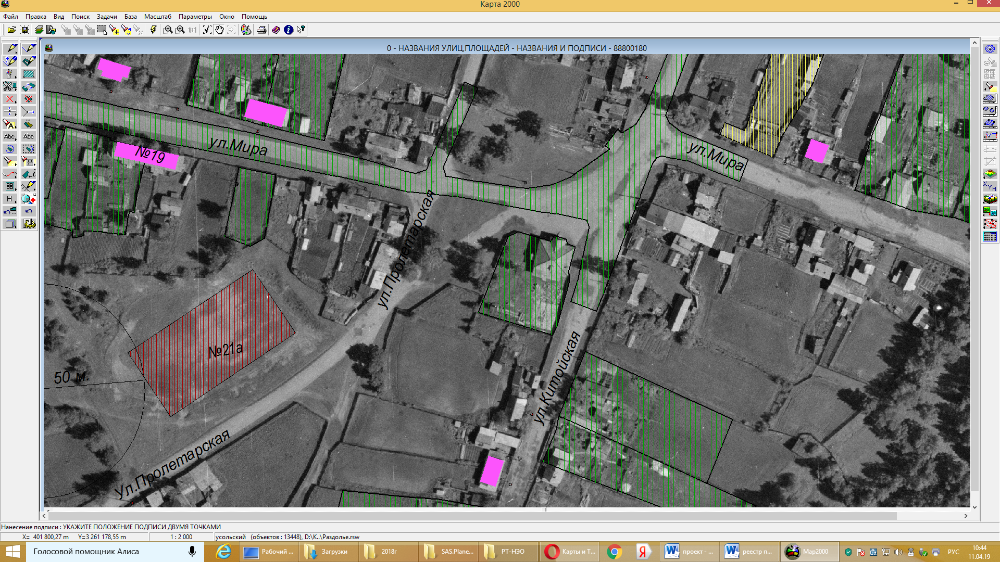 Карта 2000
Файл Правка Вид Поиск Задачи База Масштаб Параметры Окно Помощь
0 - НАЗВАНИЯ УЛИЦ,ПЛОЩАДЕЙ - НАЗВАНИЯ И ПОДПИСИ - 88800180
1:1
A
Abc
Abc
H
X Y H
ул.Мира
№19
ул.Мира
ул.Пролетарская
№21а
50 м.
ул.Китойская
Ул.Пролетарская
Нанесение подписи : УКАЖИТЕ ПОЛОЖЕНИЕ ПОДПИСИ ДВУМЯ ТОЧКАМИ
X= 401 800,27 m Y=3 261 178,55 m 1 : 2 000 усольский (объектов : 13448), D:\К..\Раздолье.rsw
Голосовой помощник Алиса
Рабочий ...
Загрузки
2018г
SAS.Plane...
РТ-НЭО
Карты и Т...
Я
проект - ...
реестр п...
Map2000
РУС
10:44
11.04.19